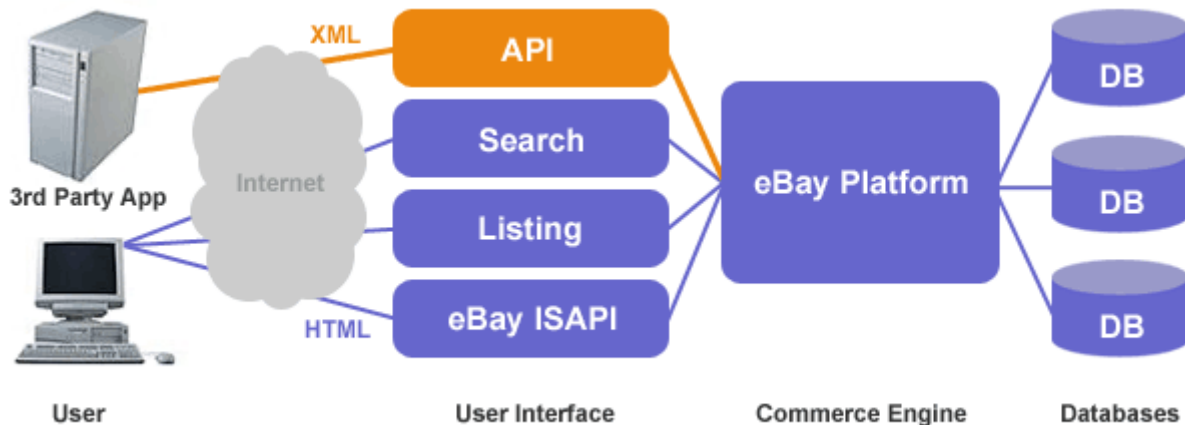 XML
API
DB
Search
Internet
eBay Platform
3rd Party App
DB
Listing
eBay ISAPI
HTML
DB
User
User Interface
Commerce Engine
Databases